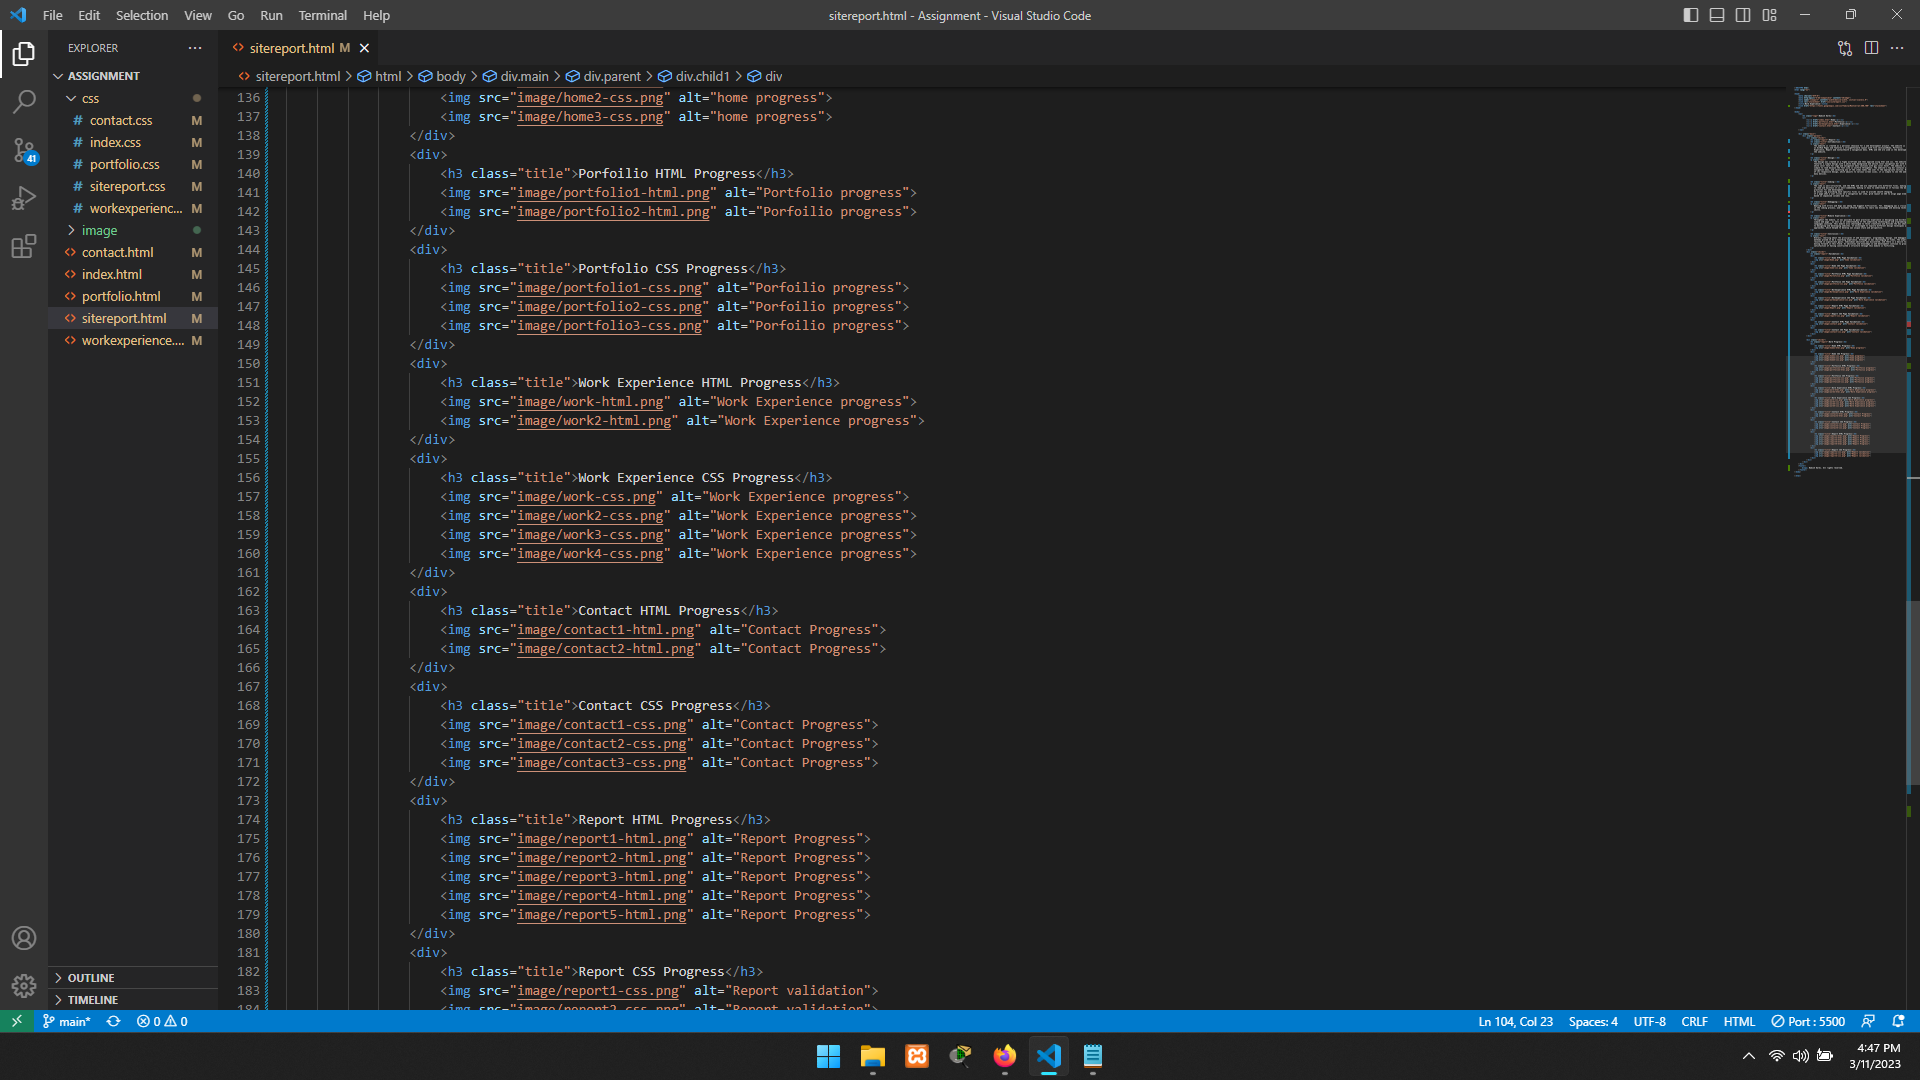 File Edit Selection View Go Run Terminal Help
sitereport.html - Assignment - Visual Studio Code
EXPLORER
sitereport.html M
ASSIGNMENT
css
contact.css M
index.css M
portfolio.css M
sitereport.css M
workexperienc... M
image
contact.html M
index.html M
portfolio.html M
sitereport.html M
workexperience.... M
OUTLINE
TIMELINE
41
sitereport.html > html > body > div.main > div.parent > div.child1 > div
136 <img src="image/home2-css.png" alt="home progress">
137 <img src="image/home3-css.png" alt="home progress">
138 </div>
139 <div>
140 <h3 class="title">Porfoilio HTML Progress</h3>
141 <img src="image/portfolio1-html.png" alt="Portfolio progress">
142 <img src="image/portfolio2-html.png" alt="Porfoilio progress">
143 </div>
144 <div>
145 <h3 class="title">Portfolio CSS Progress</h3>
146 <img src="image/portfolio1-css.png" alt="Porfoilio progress">
147 <img src="image/portfolio2-css.png" alt="Porfoilio progress">
148 <img src="image/portfolio3-css.png" alt="Porfoilio progress">
149 </div>
150 <div>
151 <h3 class="title">Work Experience HTML Progress</h3>
152 <img src="image/work-html.png" alt="Work Experience progress">
153 <img src="image/work2-html.png" alt="Work Experience progress">
154 </div>
155 <div>
156 <h3 class="title">Work Experience CSS Progress</h3>
157 <img src="image/work-css.png" alt="Work Experience progress">
158 <img src="image/work2-css.png" alt="Work Experience progress">
159 <img src="image/work3-css.png" alt="Work Experience progress">
160 <img src="image/work4-css.png" alt="Work Experience progress">
161 </div>
162 <div>
163 <h3 class="title">Contact HTML Progress</h3>
164 <img src="image/contact1-html.png" alt="Contact Progress">
165 <img src="image/contact2-html.png" alt="Contact Progress">
166 </div>
167 <div>
168 <h3 class="title">Contact CSS Progress</h3>
169 <img src="image/contact1-css.png" alt="Contact Progress">
170 <img src="image/contact2-css.png" alt="Contact Progress">
171 <img src="image/contact3-css.png" alt="Contact Progress">
172 </div>
173 <div>
174 <h3 class="title">Report HTML Progress</h3>
175 <img src="image/report1-html.png" alt="Report Progress">
176 <img src="image/report2-html.png" alt="Report Progress">
177 <img src="image/report3-html.png" alt="Report Progress">
178 <img src="image/report4-html.png" alt="Report Progress">
179 <img src="image/report5-html.png" alt="Report Progress">
180 </div>
181 <div>
182 <h3 class="title">Report CSS Progress</h3>
183 <img src="image/report1-css.png" alt="Report validation">
184 <img src="image/report2-css.png" alt="Report validation">
main* 0 0 Ln 104, Col 23 Spaces: 4 UTF-8 CRLF HTML Port : 5500
4:47 PM
3/11/2023